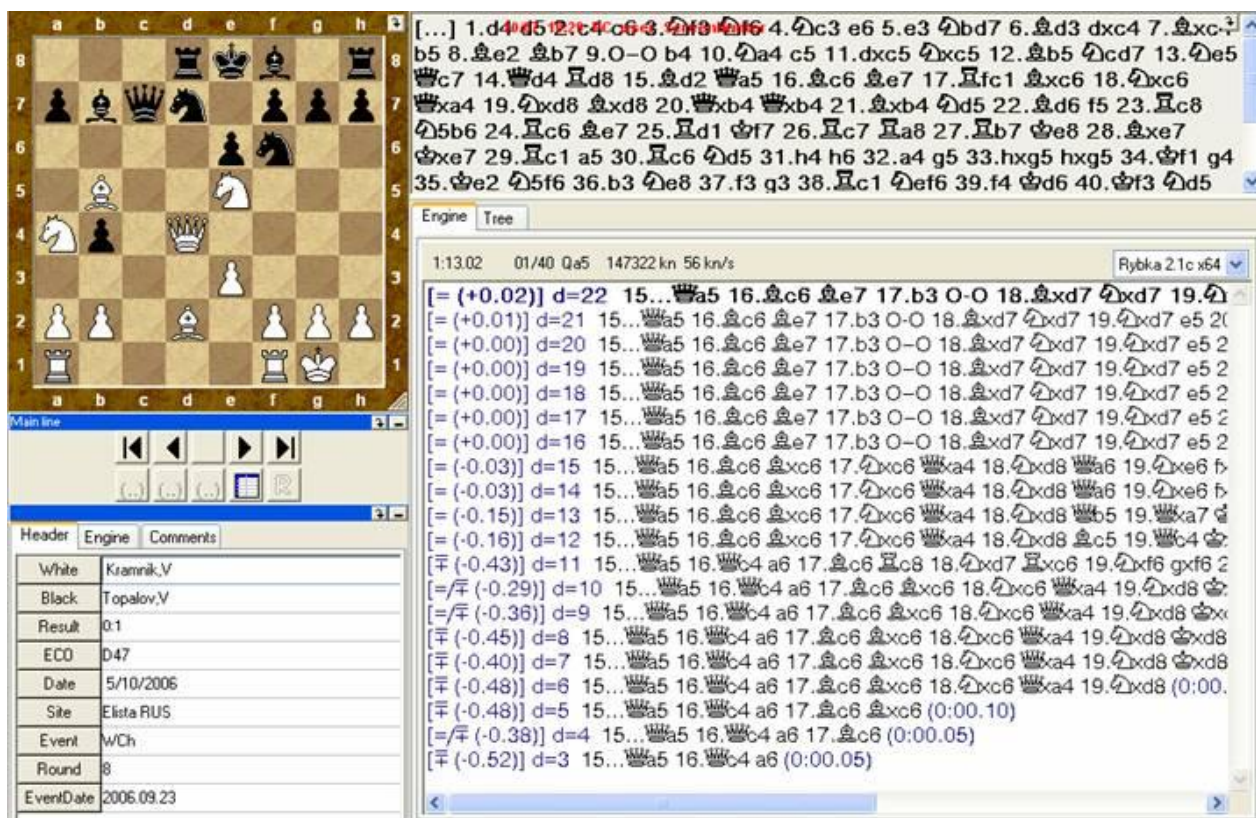 a b c d e f g h
8 8
7 7
6 6
5 5
4 4
3 3
2 2
1 1
a b c d e f g h
Main line
(..) (..) (..) R
Header Engine Comments
White Kramnik,V
Black Topalov,V
Result 0:1
ECO D47
Date 5/10/2006
Site Elista RUS
Event WCh
Round 8
EventDate 2006.09.23
[...] 1.d4 d5 2.c4 c6 3.♘f3 ♘f6 4.♘c3 e6 5.e3 ♘bd7 6.♗d3 dxc4 7.♗xc
b5 8.♗e2 ♗b7 9.O-O b4 10.♘a4 c5 11.dxc5 ♘xc5 12.♗b5 ♘cd7 13.♘e5
♕c7 14.♕d4 ♖d8 15.♗d2 ♕a5 16.♗c6 ♗e7 17.♖fc1 ♗xc6 18.♘xc6
♕xa4 19.♘xd8 ♗xd8 20.♕xb4 ♕xb4 21.♗xb4 ♘d5 22.♗d6 f5 23.♖c8
♘5b6 24.♖c6 ♗e7 25.♖d1 ♔f7 26.♖c7 ♖a8 27.♖b7 ♔e8 28.♗xe7
♔xe7 29.♖c1 a5 30.♖c6 ♘d5 31.h4 h6 32.a4 g5 33.hxg5 hxg5 34.♔f1 g4
35.♔e2 ♘5f6 36.b3 ♘e8 37.f3 g3 38.♖c1 ♘ef6 39.f4 ♔d6 40.♔f3 ♘d5
Engine Tree
1:13.02 01/40 Qa5 147322 kn 56 kn/s Rybka 2.1c x64
[= (+0.02)] d=22 15...♛a5 16.♗c6 ♗e7 17.b3 O-O 18.♗xd7 ♘xd7 19.♘
[= (+0.01)] d=21 15...♕a5 16.♗c6 ♗e7 17.b3 O-O 18.♗xd7 ♘xd7 19.♘xd7 e5 2
[= (+0.00)] d=20 15...♕a5 16.♗c6 ♗e7 17.b3 O-O 18.♗xd7 ♘xd7 19.♘xd7 e5 2
[= (+0.00)] d=19 15...♕a5 16.♗c6 ♗e7 17.b3 O-O 18.♗xd7 ♘xd7 19.♘xd7 e5 2
[= (+0.00)] d=18 15...♕a5 16.♗c6 ♗e7 17.b3 O-O 18.♗xd7 ♘xd7 19.♘xd7 e5 2
[= (+0.00)] d=17 15...♕a5 16.♗c6 ♗e7 17.b3 O-O 18.♗xd7 ♘xd7 19.♘xd7 e5 2
[= (+0.00)] d=16 15...♕a5 16.♗c6 ♗e7 17.b3 O-O 18.♗xd7 ♘xd7 19.♘xd7 e5 2
[= (-0.03)] d=15 15...♕a5 16.♗c6 ♗xc6 17.♘xc6 ♕xa4 18.♘xd8 ♕a6 19.♘xe6 f
[= (-0.03)] d=14 15...♕a5 16.♗c6 ♗xc6 17.♘xc6 ♕xa4 18.♘xd8 ♕a6 19.♘xe6 f
[= (-0.15)] d=13 15...♕a5 16.♗c6 ♗xc6 17.♘xc6 ♕xa4 18.♘xd8 ♕b5 19.♕xa7
[= (-0.16)] d=12 15...♕a5 16.♗c6 ♗xc6 17.♘xc6 ♕xa4 18.♘xd8 ♗c5 19.♕c4 ♔
[∓ (-0.43)] d=11 15...♕a5 16.♕c4 a6 17.♗c6 ♖c8 18.♘xd7 ♖xc6 19.♘xf6 gxf6 2
[=/∓ (-0.29)] d=10 15...♕a5 16.♕c4 a6 17.♗c6 ♗xc6 18.♘xc6 ♕xa4 19.♘xd8 ♔
[=/∓ (-0.36)] d=9 15...♕a5 16.♕c4 a6 17.♗c6 ♗xc6 18.♘xc6 ♕xa4 19.♘xd8 ♔x
[∓ (-0.45)] d=8 15...♕a5 16.♕c4 a6 17.♗c6 ♗xc6 18.♘xc6 ♕xa4 19.♘xd8 ♔xd8
[∓ (-0.40)] d=7 15...♕a5 16.♕c4 a6 17.♗c6 ♗xc6 18.♘xc6 ♕xa4 19.♘xd8 ♔xd8
[∓ (-0.48)] d=6 15...♕a5 16.♕c4 a6 17.♗c6 ♗xc6 18.♘xc6 ♕xa4 19.♘xd8 (0:00.
[∓ (-0.48)] d=5 15...♕a5 16.♕c4 a6 17.♗c6 ♗xc6 (0:00.10)
[=/∓ (-0.38)] d=4 15...♕a5 16.♕c4 a6 17.♗c6 (0:00.05)
[∓ (-0.52)] d=3 15...♕a5 16.♕c4 a6 (0:00.05)